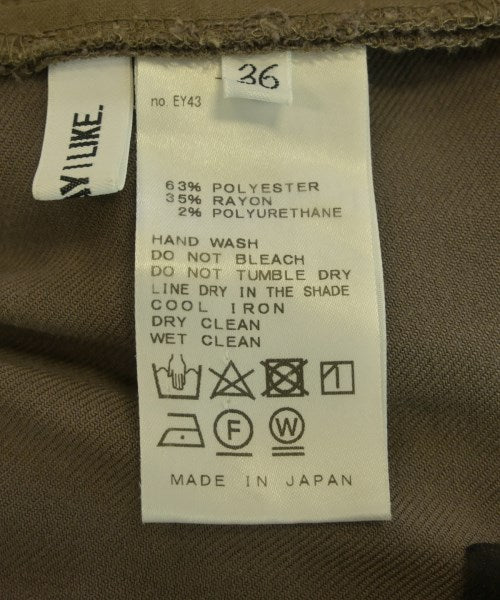 36
no. EY43
Y I LIKE.
63% POLYESTER
35% RAYON
2% POLYURETHANE
HAND WASH
DO NOT BLEACH
DO NOT TUMBLE DRY
LINE DRY IN THE SHADE
COOL IRON
DRY CLEAN
WET CLEAN
F
W
MADE IN JAPAN